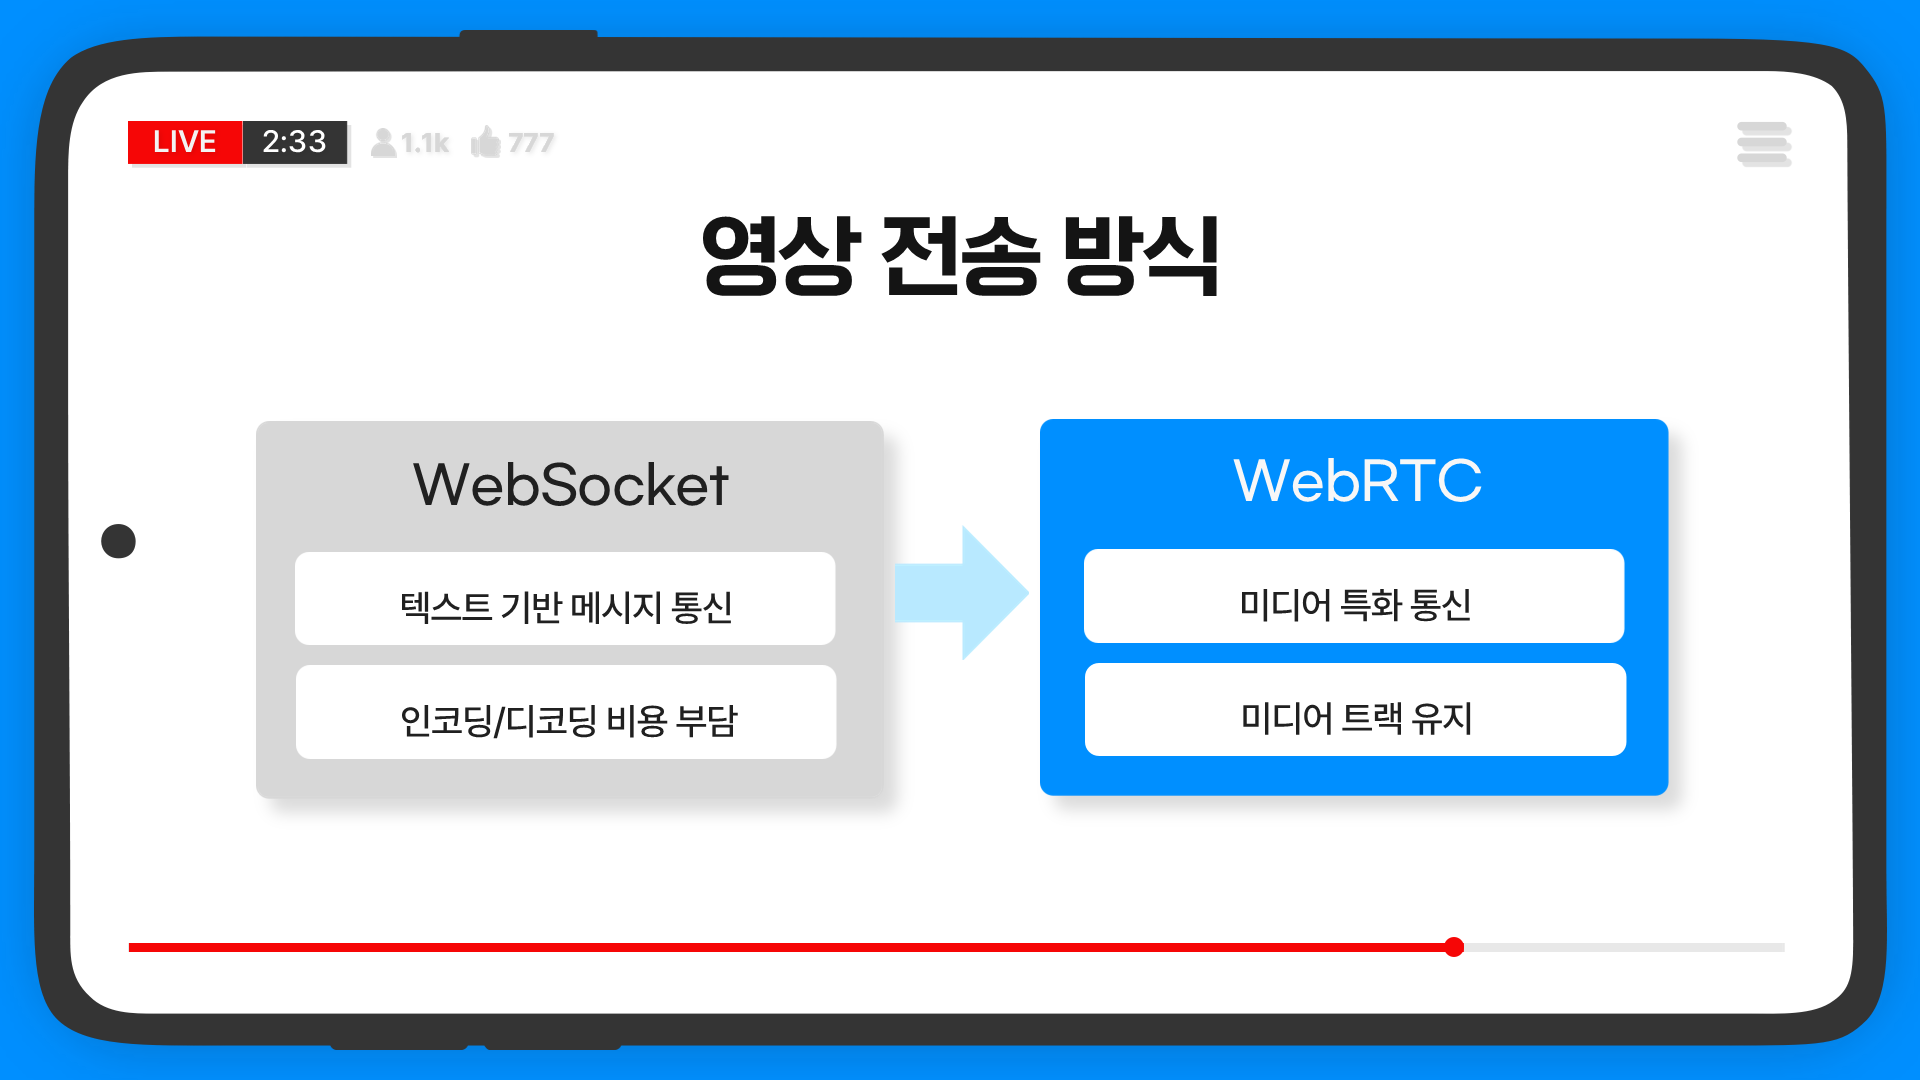 LIVE 2:33 1.1k 777
영상 전송 방식
WebSocket
텍스트 기반 메시지 통신
인코딩/디코딩 비용 부담
WebRTC
미디어 특화 통신
미디어 트랙 유지